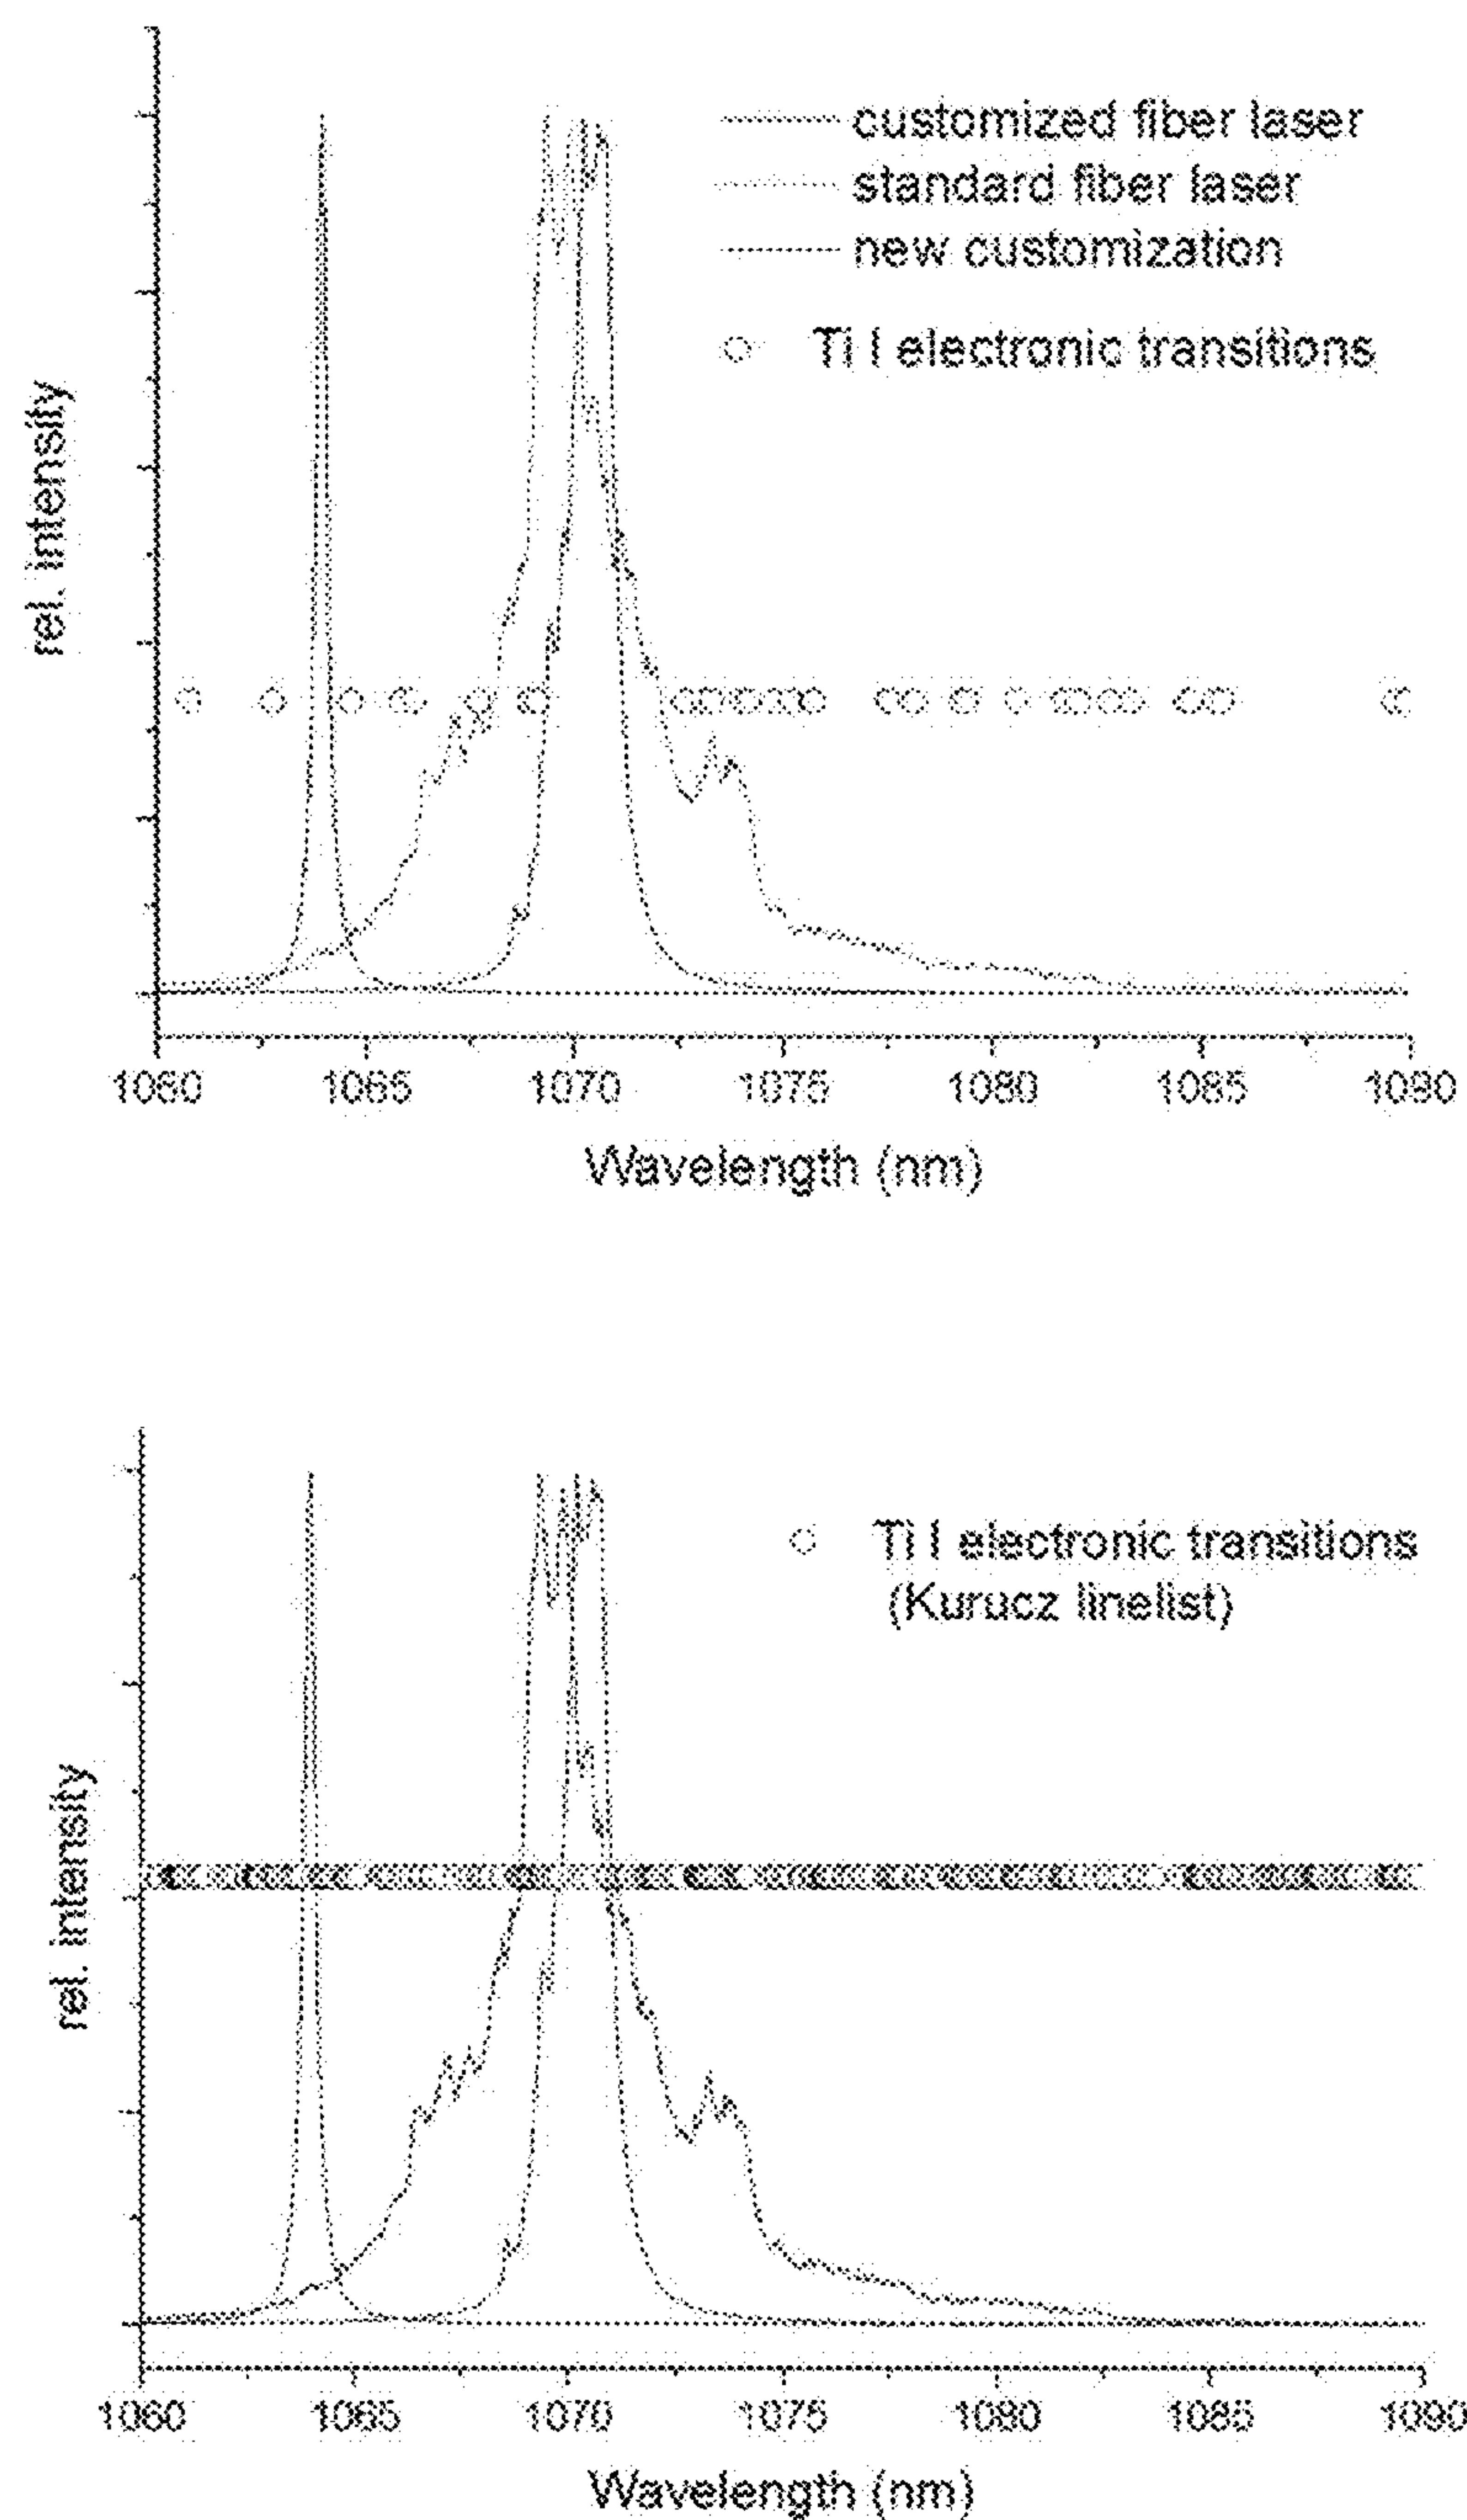 customized fiber laser
standard fiber laser
new customization
Ti I electronic transitions
rel. intensity
1060 1065 1070 1075 1080 1085 1090
Wavelength (nm)
Ti I electronic transitions
(Kurucz linelist)
rel. intensity
1060 1065 1070 1075 1080 1085 1090
Wavelength (nm)